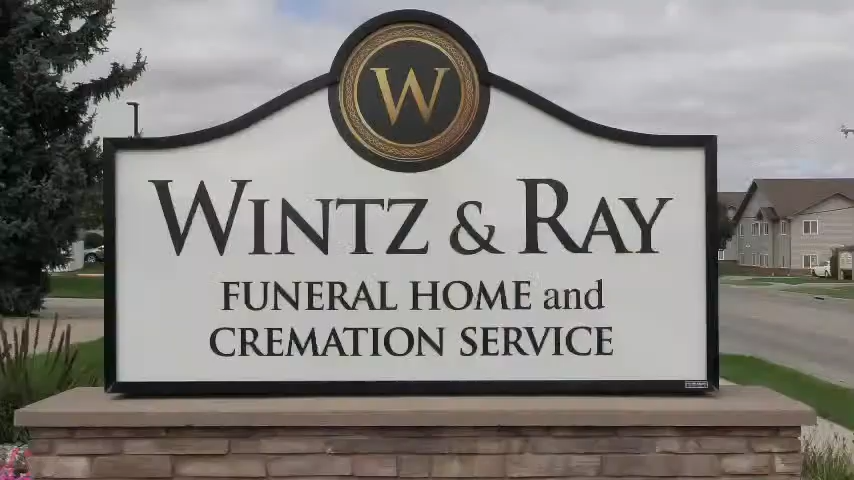 W
WINTZ & RAY
FUNERAL HOME and
CREMATION SERVICE